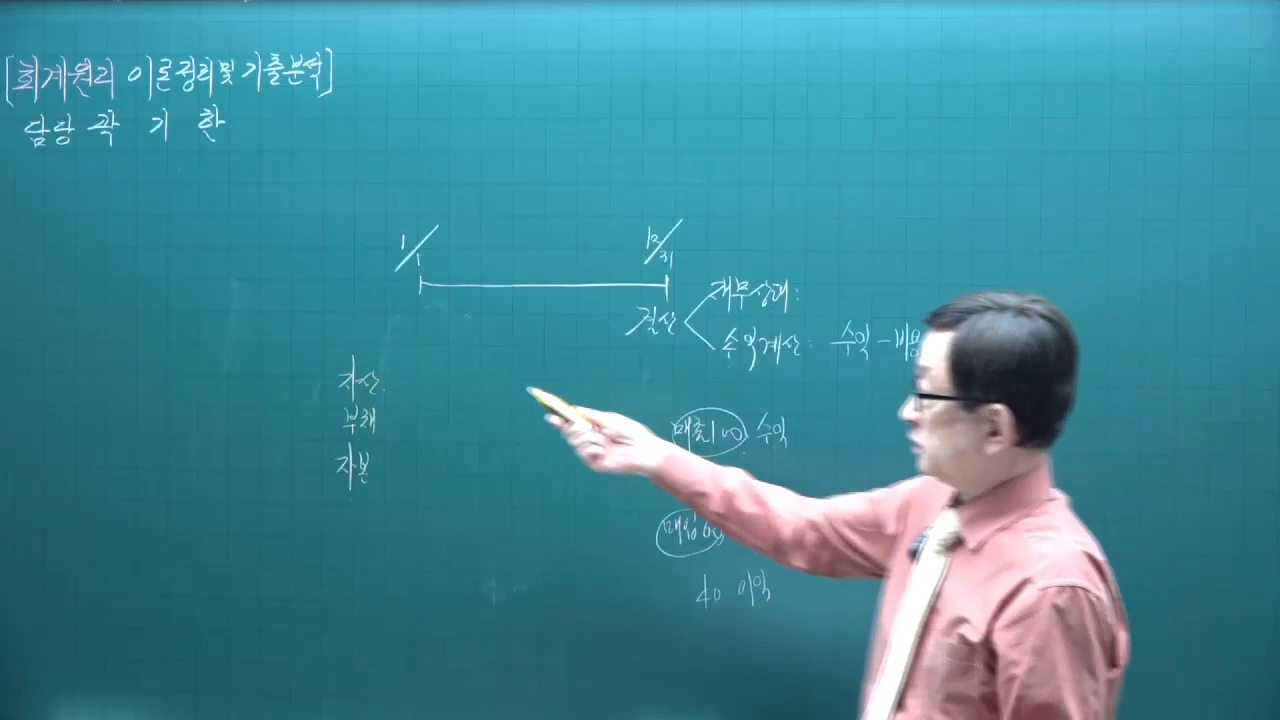 [회계원리 이론정리 및 기출분석]
담당 곽 기 한
1/1
12/31
결산
재무상태:
손익계산: 수익-비용
자산
부채
자본
매출100 수익
매입60
40 이익